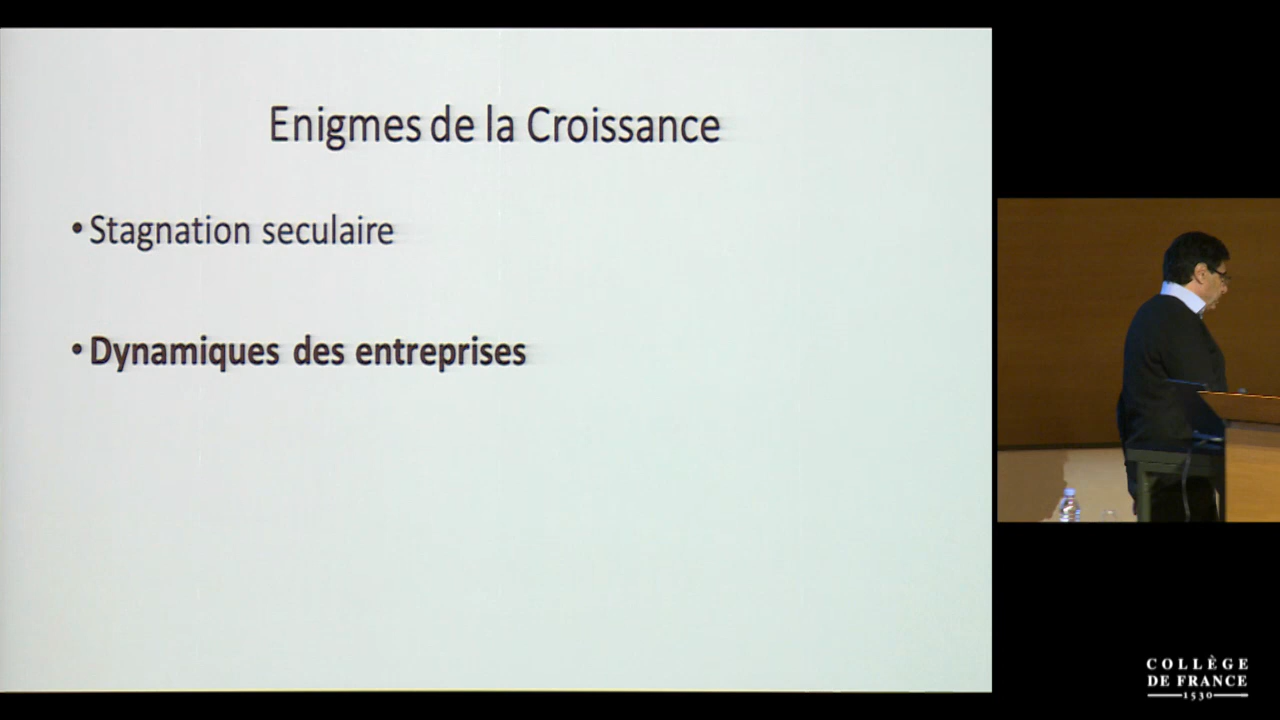 Enigmes de la Croissance
• Stagnation seculaire
• Dynamiques des entreprises
COLLÈGE
DE FRANCE
1530